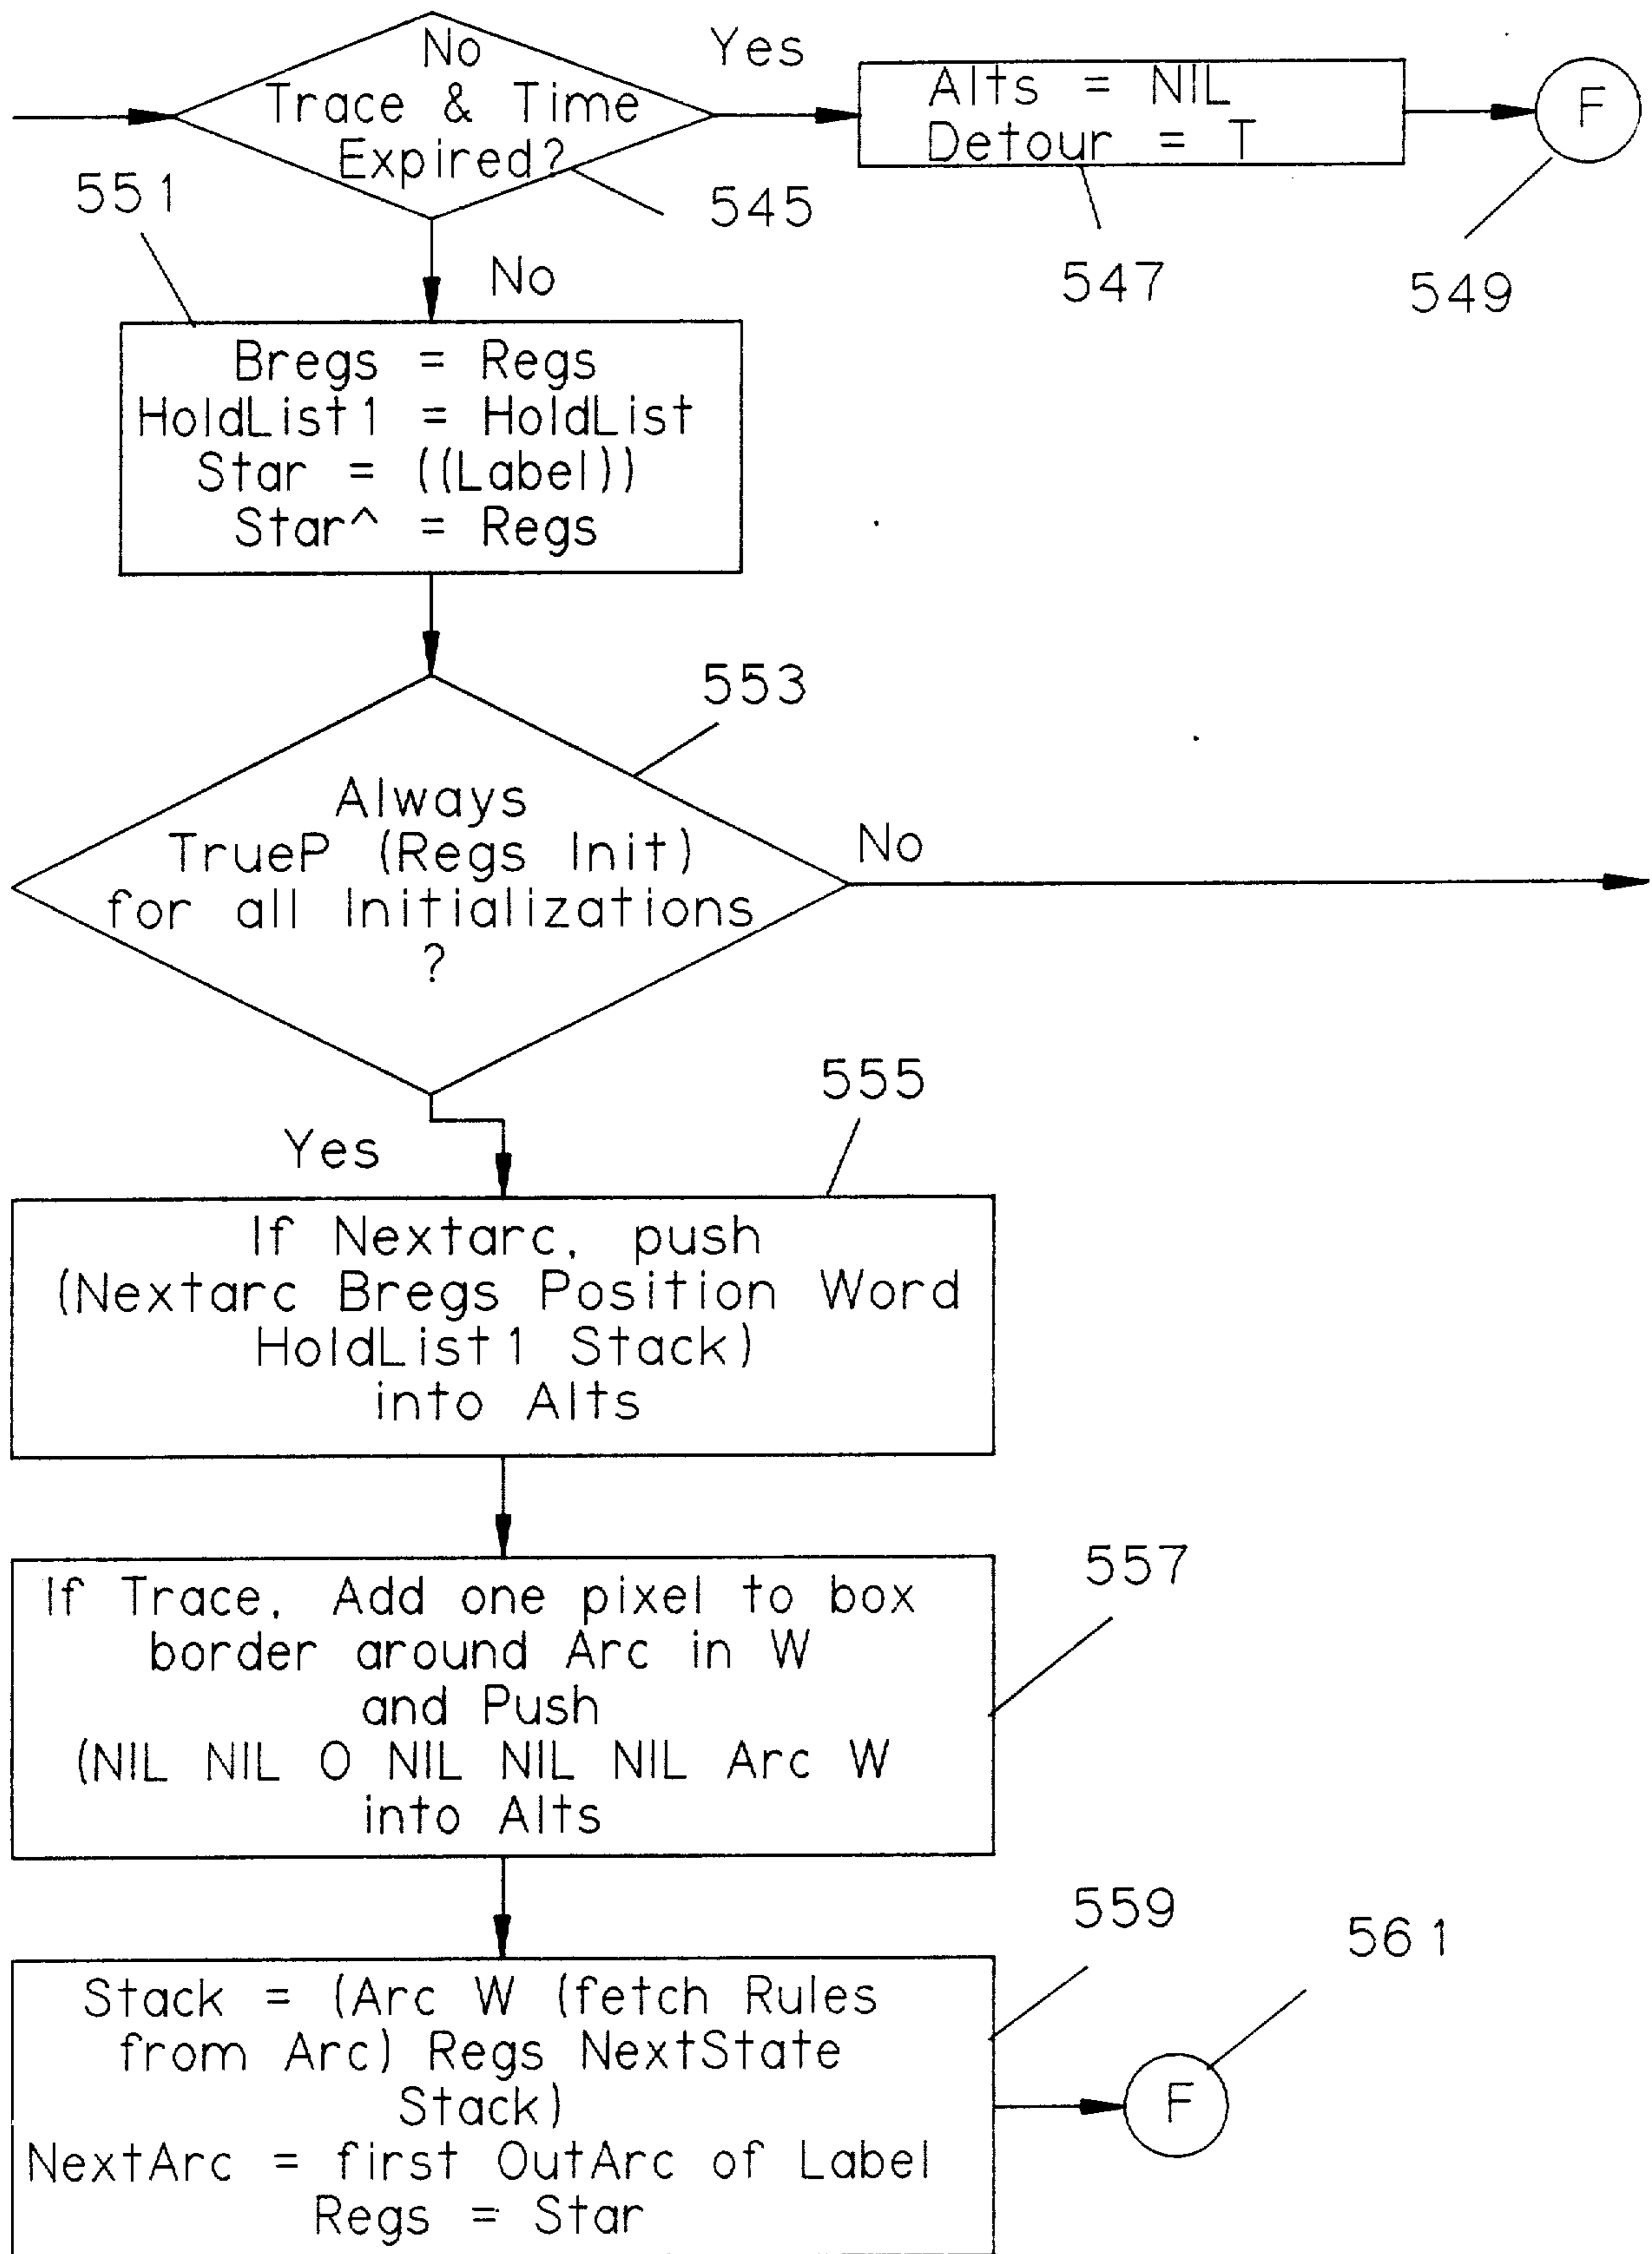 No
Trace & Time
Expired?
Yes
Alts = NIL
Detour = T
F
551
545
547
549
No
Bregs = Regs
HoldList1 = HoldList
Star = ((Label))
Star^ = Regs
553
Always
TrueP (Regs Init)
for all Initializations
?
No
555
Yes
If Nextarc, push
(Nextarc Bregs Position Word
HoldList1 Stack)
into Alts
557
If Trace, Add one pixel to box
border around Arc in W
and Push
(NIL NIL O NIL NIL NIL Arc W
into Alts
559
561
Stack = (Arc W (fetch Rules
from Arc) Regs NextState
Stack)
NextArc = first OutArc of Label
Regs = Star
F